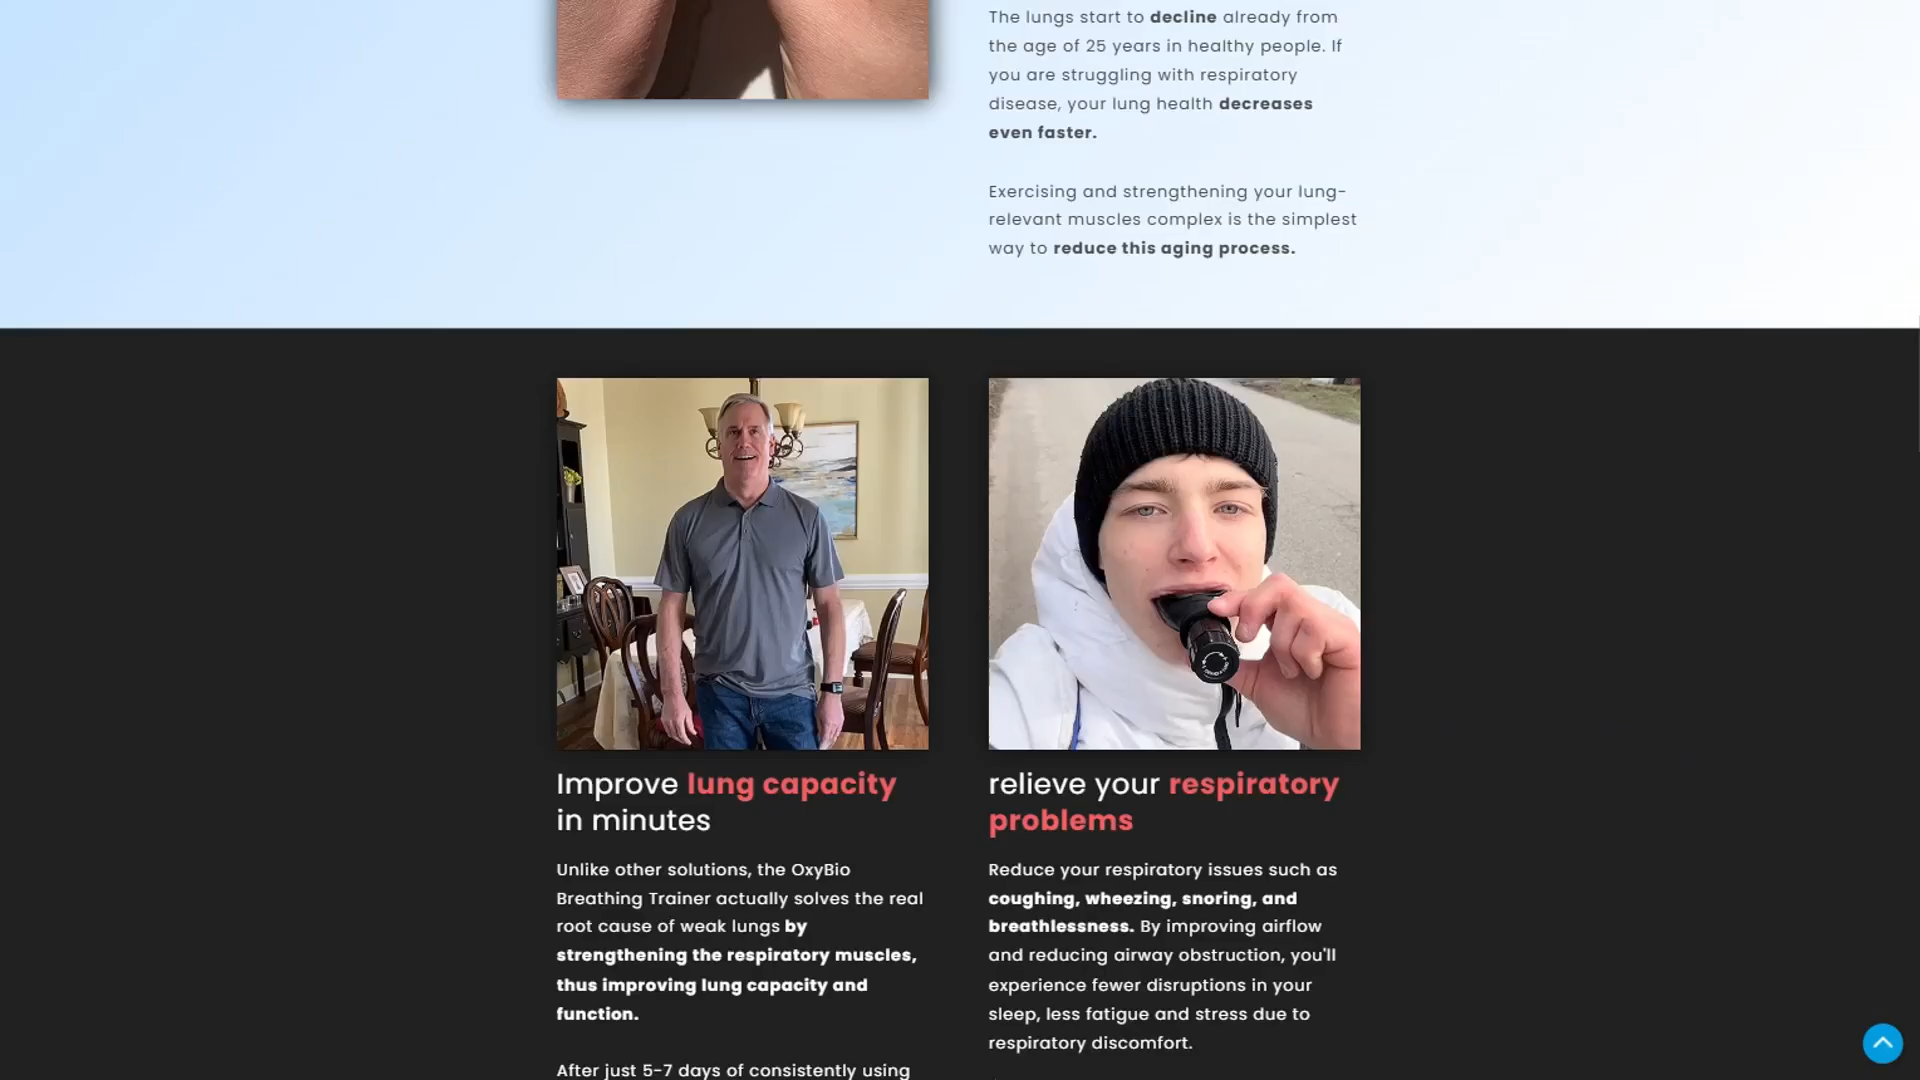 The lungs start to decline already from
the age of 25 years in healthy people. If
you are struggling with respiratory
disease, your lung health decreases
even faster.
Exercising and strengthening your lung-
relevant muscles complex is the simplest
way to reduce this aging process.
Improve lung capacity
in minutes
Unlike other solutions, the OxyBio
Breathing Trainer actually solves the real
root cause of weak lungs by
strengthening the respiratory muscles,
thus improving lung capacity and
function.
After just 5-7 days of consistently using
relieve your respiratory
problems
Reduce your respiratory issues such as
coughing, wheezing, snoring, and
breathlessness. By improving airflow
and reducing airway obstruction, you'll
experience fewer disruptions in your
sleep, less fatigue and stress due to
respiratory discomfort.